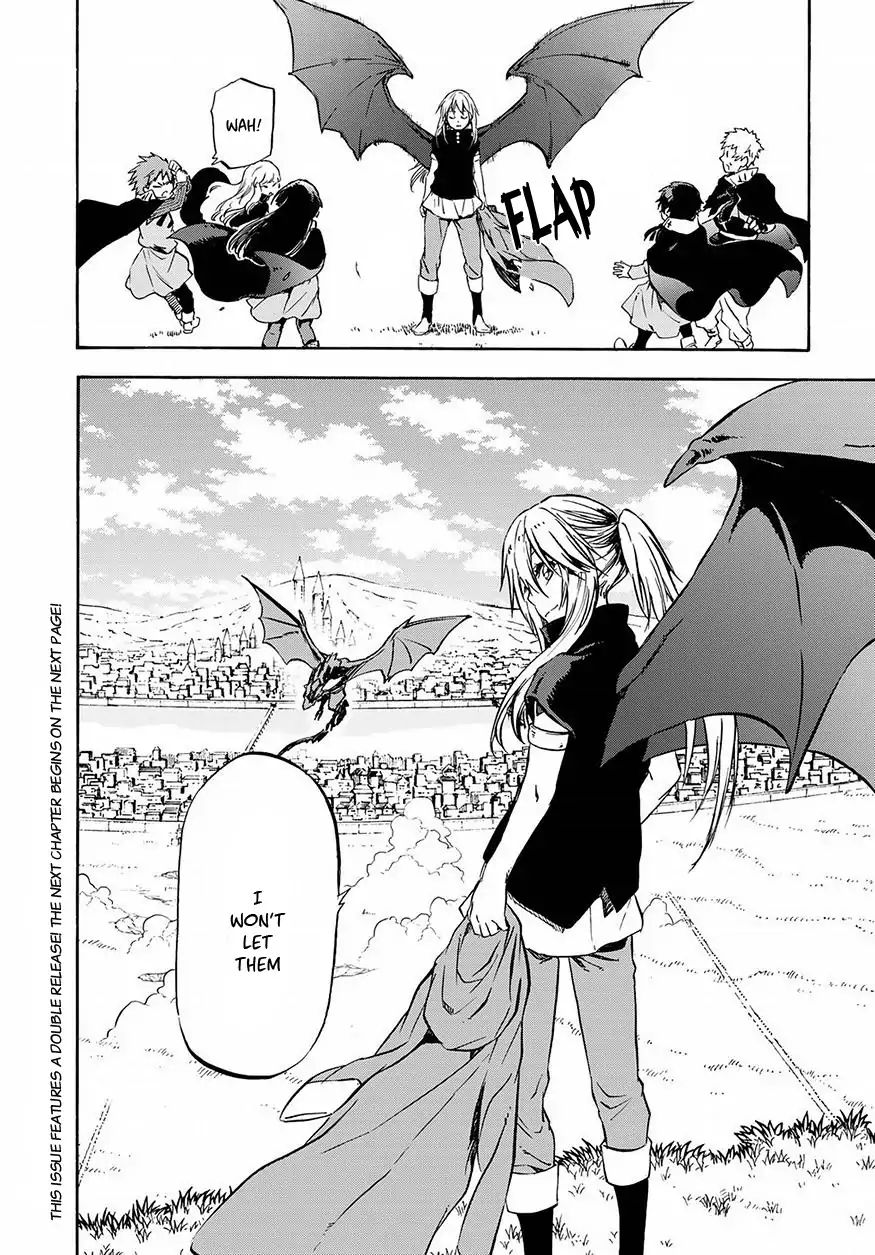 WAH!
FLAP
I
WON'T
LET
THEM
THIS ISSUE FEATURES A DOUBLE RELEASE! THE NEXT CHAPTER BEGINS ON THE NEXT PAGE!